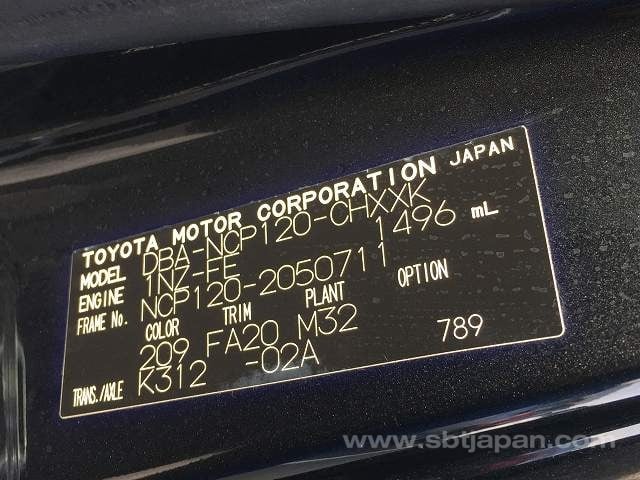 TOYOTA MOTOR CORPORATION JAPAN
MODEL DBA-NCP120-CHXXK
ENGINE 1NZ-FE 1496 mL
FRAME No. NCP120-2050711
COLOR TRIM PLANT OPTION
209 FA20 M32 789
TRANS./AXLE K312 -02A
www.sbtjapan.com